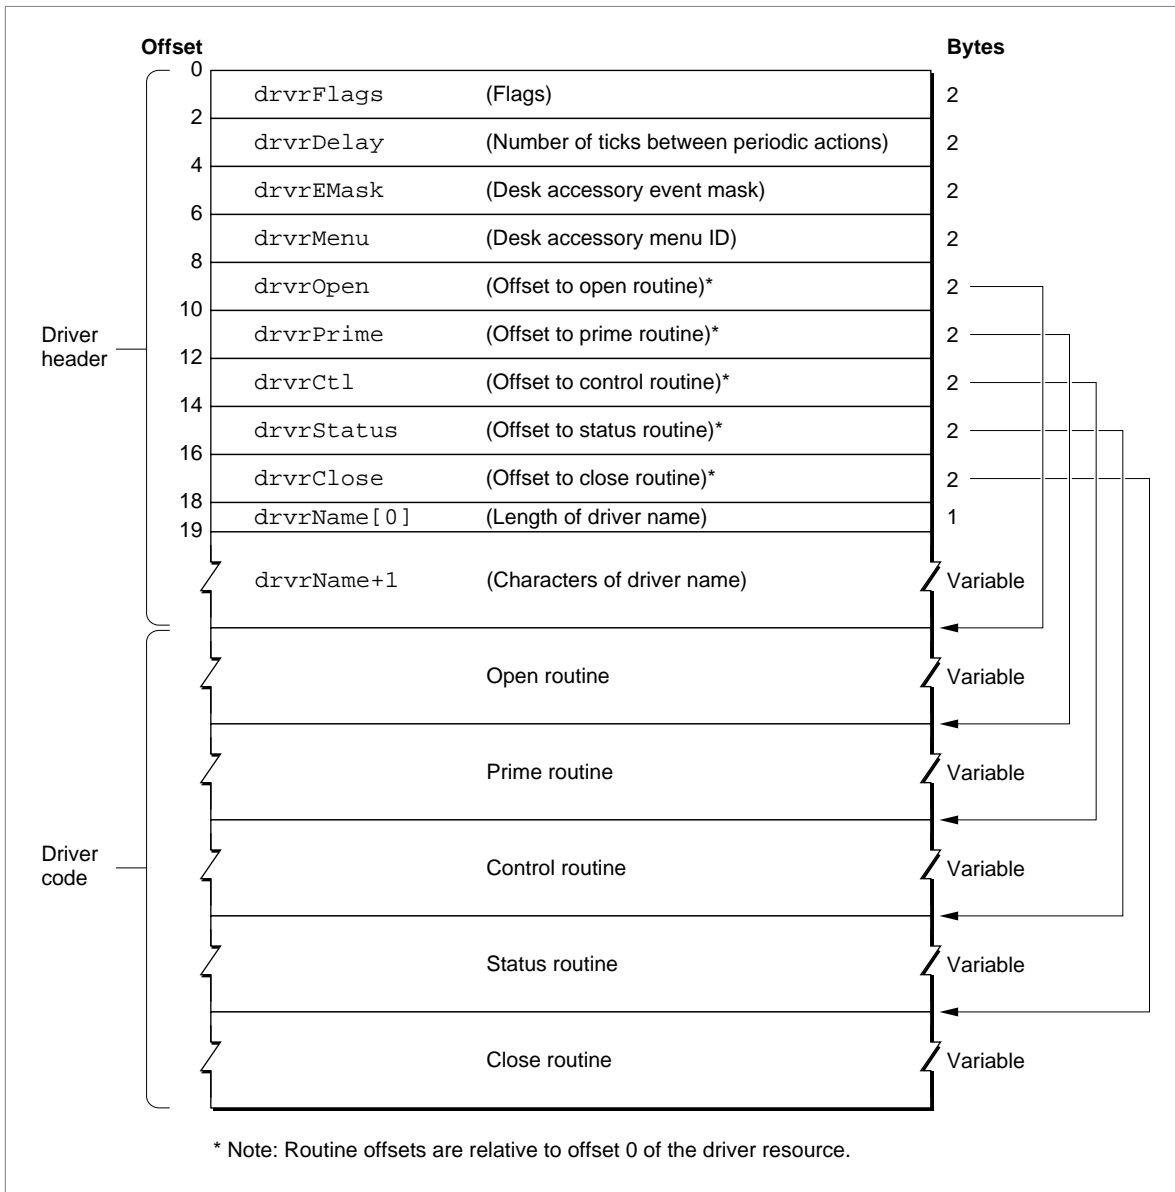 Offset Bytes
0
drvrFlags (Flags) 2
2
drvrDelay (Number of ticks between periodic actions) 2
4
drvrEMask (Desk accessory event mask) 2
6
drvrMenu (Desk accessory menu ID) 2
8
drvrOpen (Offset to open routine)* 2
10
Driver header
drvrPrime (Offset to prime routine)* 2
12
drvrCtl (Offset to control routine)* 2
14
drvrStatus (Offset to status routine)* 2
16
drvrClose (Offset to close routine)* 2
18
drvrName[0] (Length of driver name) 1
19
drvrName+1 (Characters of driver name) Variable
Open routine Variable
Prime routine Variable
Driver code
Control routine Variable
Status routine Variable
Close routine Variable
* Note: Routine offsets are relative to offset 0 of the driver resource.